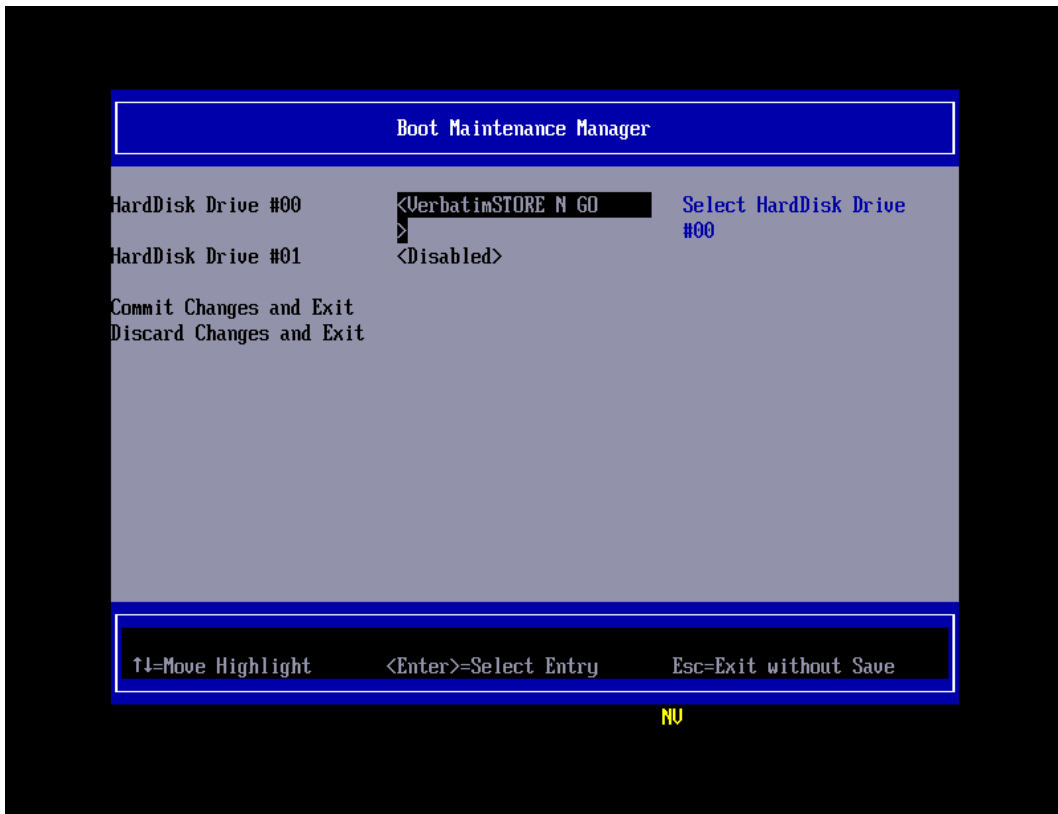 Boot Maintenance Manager
HardDisk Drive #00 <VerbatimSTORE N GO Select HardDisk Drive
> #00
HardDisk Drive #01 <Disabled>
Commit Changes and Exit
Discard Changes and Exit
↑↓=Move Highlight <Enter>=Select Entry Esc=Exit without Save
NV